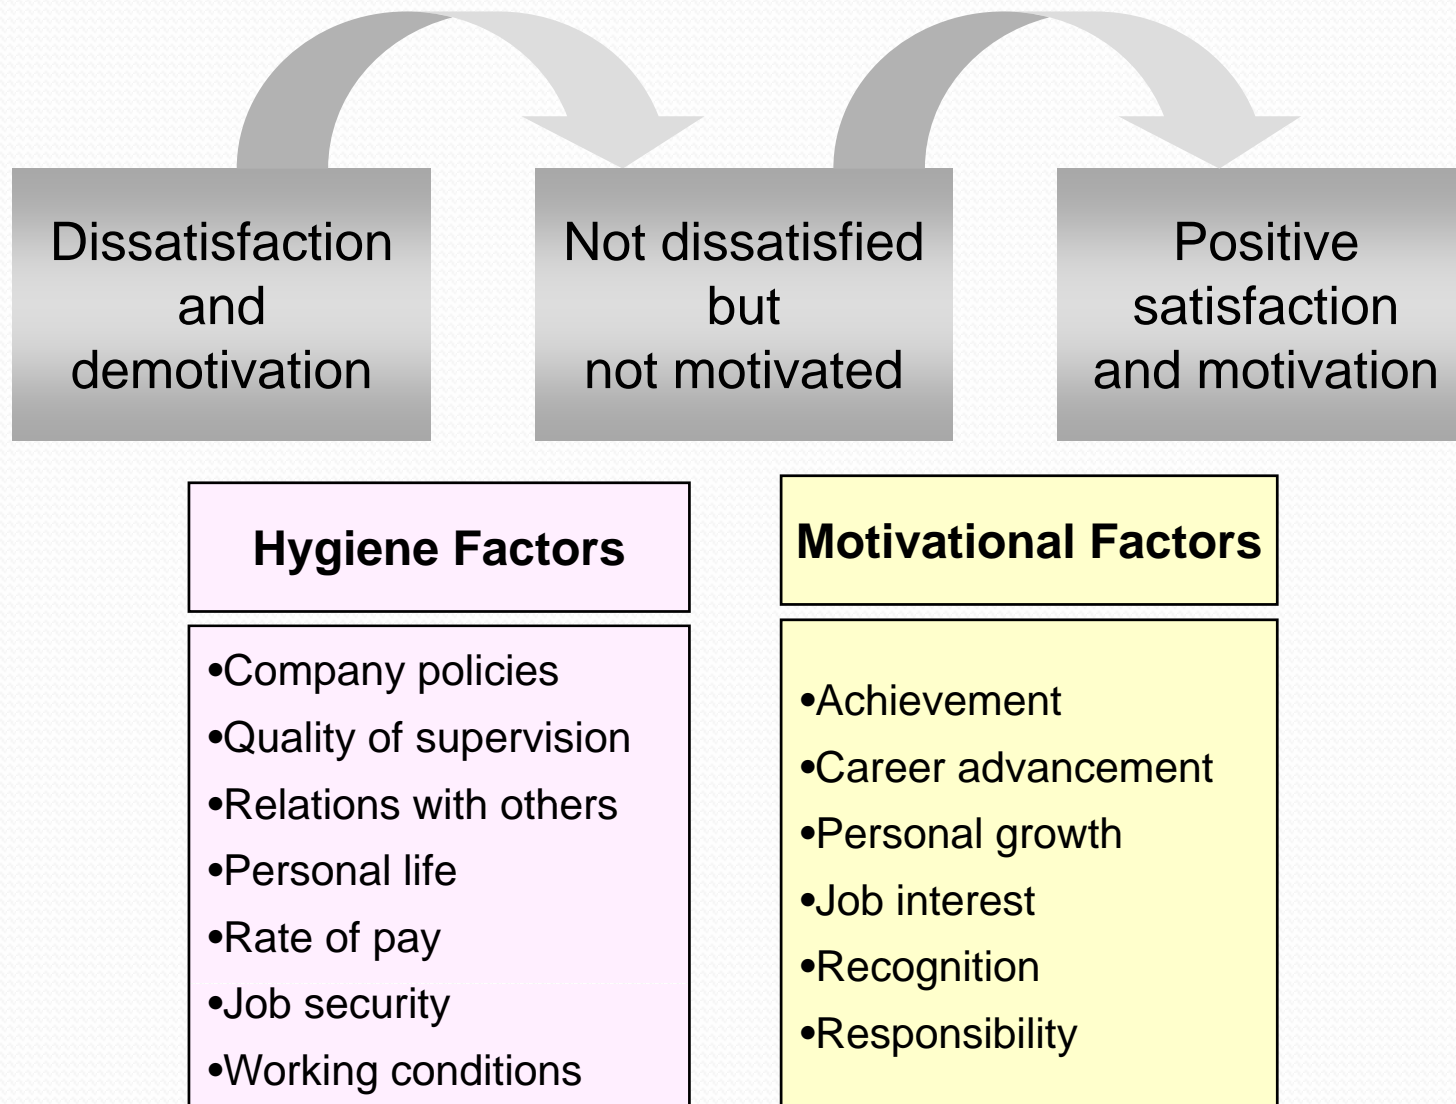 Dissatisfaction
and
demotivation
Not dissatisfied
but
not motivated
Positive
satisfaction
and motivation
Hygiene Factors
•Company policies
•Quality of supervision
•Relations with others
•Personal life
•Rate of pay
•Job security
•Working conditions
Motivational Factors
•Achievement
•Career advancement
•Personal growth
•Job interest
•Recognition
•Responsibility